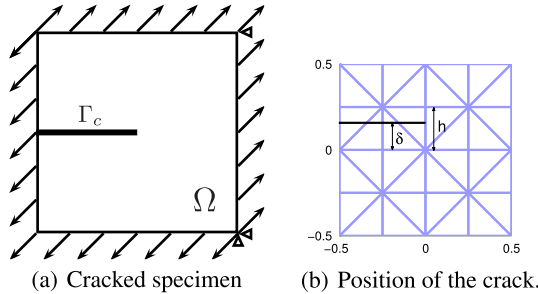 Γc
Ω
(a) Cracked specimen
0.5
h
δ
0
−0.5
−0.5 0 0.5
(b) Position of the crack.